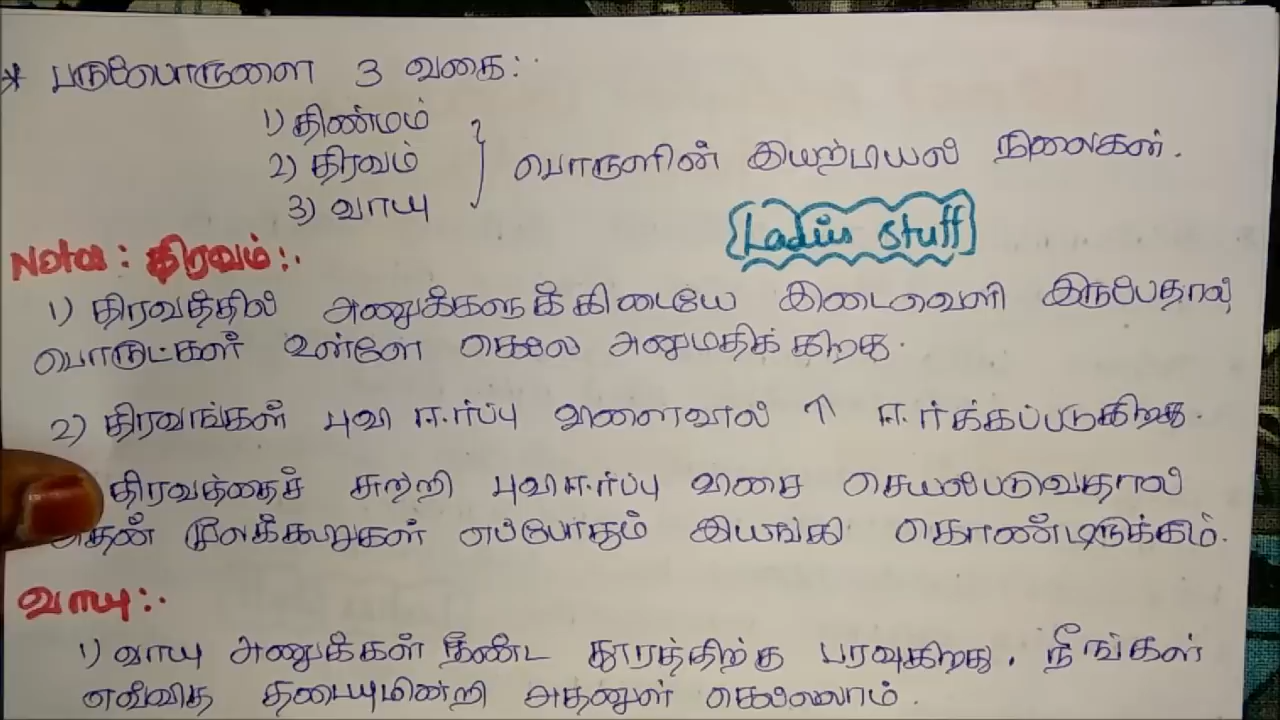 * பருபொருளை 3 வகை:-
1) திண்மம்
2) திரவம்
3) வாயு
பொருளின் இயற்பியல் நிலைகள்.
{Ladies stuff}
Notes : திரவம்:-
1) திரவத்தில் அணுக்களுக்கிடையே இடைவெளி இருபேதால்
பொருட்கள் உள்ளே செலே அனுமதிக்கிறது.
2) திரவங்கள் புவி ஈர்ப்பு விளைவால் ↑ ஈர்க்கப்படுகிறது.
திரவத்தைச் சுற்றி புவிஈர்ப்பு விசை செயல்படுவதால்
அதன் மூலக்கூறுகள் எப்போதும் இயங்கி கொண்டிருக்கும்.
வாயு:-
1) வாயு அணுக்கள் நீண்ட தூரத்திற்கு பரவுகிறது. நீங்கள்
எவ்வித தடையுமின்றி அதனுள் செல்லலாம்.